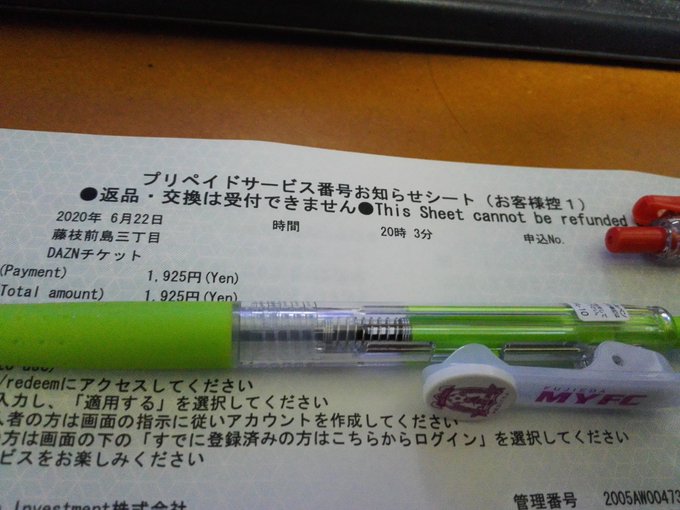 プリペイドサービス番号お知らせシート(お客様控1)
●返品・交換は受付できません●This Sheet cannot be refunded
2020年 6月22日 時間 20時 3分 申込No.
藤枝前島三丁目
DAZNチケット
(Payment) 1,925円(Yen)
Total amount) 1,925円(Yen)
FUJIEDA
MYFC
/redeemにアクセスしてください
入力し、「適用する」を選択してください
者の方は画面の指示に従いアカウントを作成してください
方は画面の下の「すでに登録済みの方はこちらからログイン」を選択してください
ビスをお楽しみください
Investment株式会社
管理番号 2005AW00473